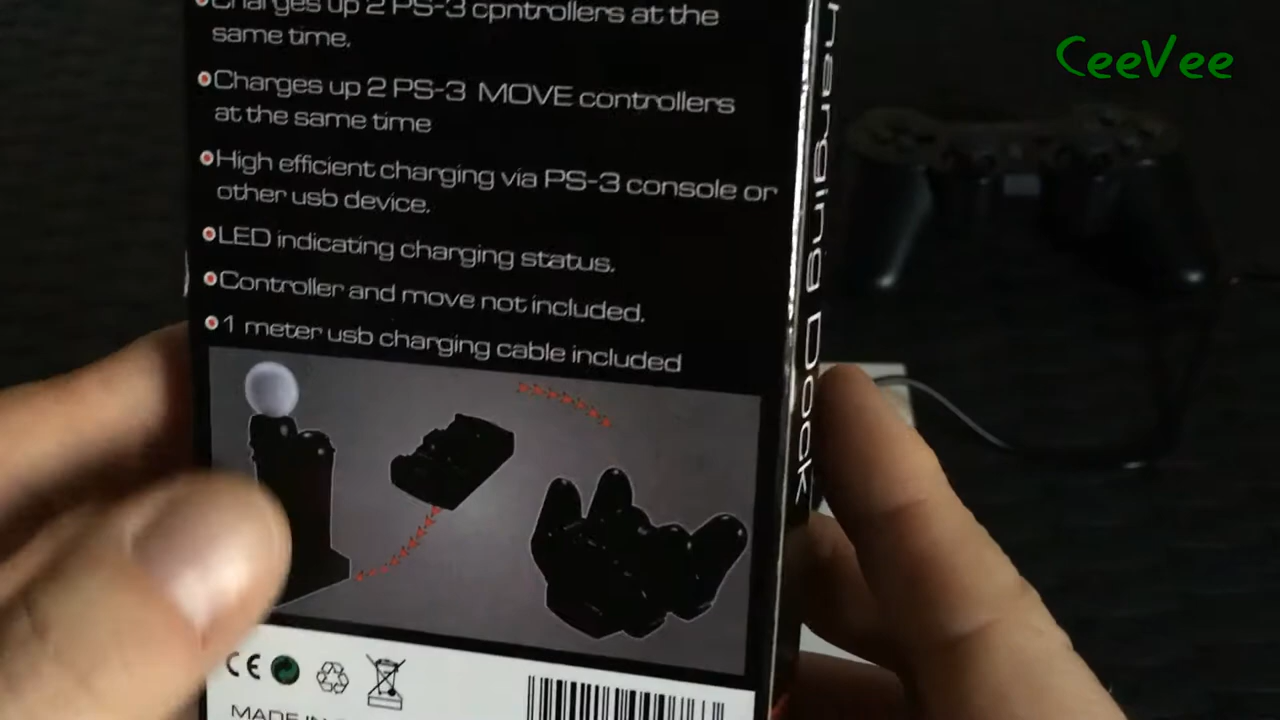 CeeVee
Charges up 2 PS-3 cpntrollers at the
same time.
Charges up 2 PS-3 MOVE controllers
at the same time
High efficient charging via PS-3 console or
other usb device.
LED indicating charging status.
Controller and move not included.
1 meter usb charging cable included
harging Dock
CE
MADE IN